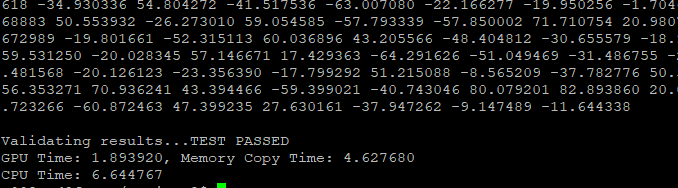 618 -34.930336 54.804272 -41.517536 -63.007080 -22.166277 -19.950256 -1.704
68883 50.553932 -26.273010 59.054585 -57.793339 -57.850002 71.710754 20.980
672989 -19.801661 -52.315113 60.036896 43.205566 -48.404812 -30.655579 -18.
59.531250 -20.028345 57.146671 17.429363 -64.291626 -51.049469 -31.486755 -
.481568 -20.126123 -23.356390 -17.799292 51.215088 -8.565209 -37.782776 50.
56.353271 70.936241 43.394466 -59.399021 -40.743046 80.079201 82.893860 20.
.723266 -60.872463 47.399235 27.630161 -37.947262 -9.147489 -11.644338
Validating results...TEST PASSED
GPU Time: 1.893920, Memory Copy Time: 4.627680
CPU Time: 6.644767